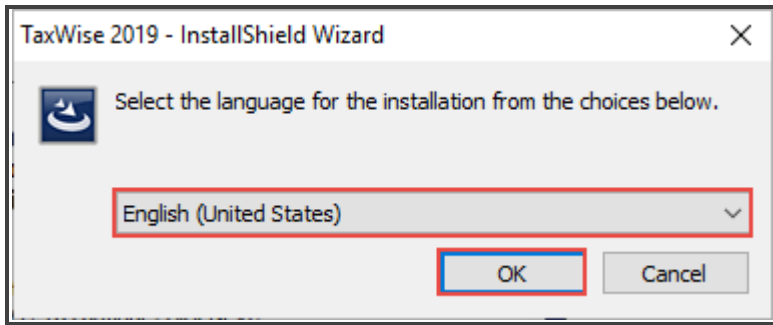 TaxWise 2019 - InstallShield Wizard
Select the language for the installation from the choices below.
English (United States)
OK Cancel